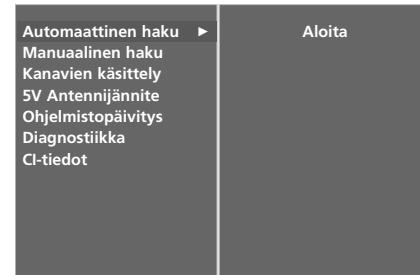 Automaattinen haku ► Aloita
Manuaalinen haku
Kanavien käsittely
5V Antennijännite
Ohjelmistopäivitys
Diagnostiikka
CI-tiedot